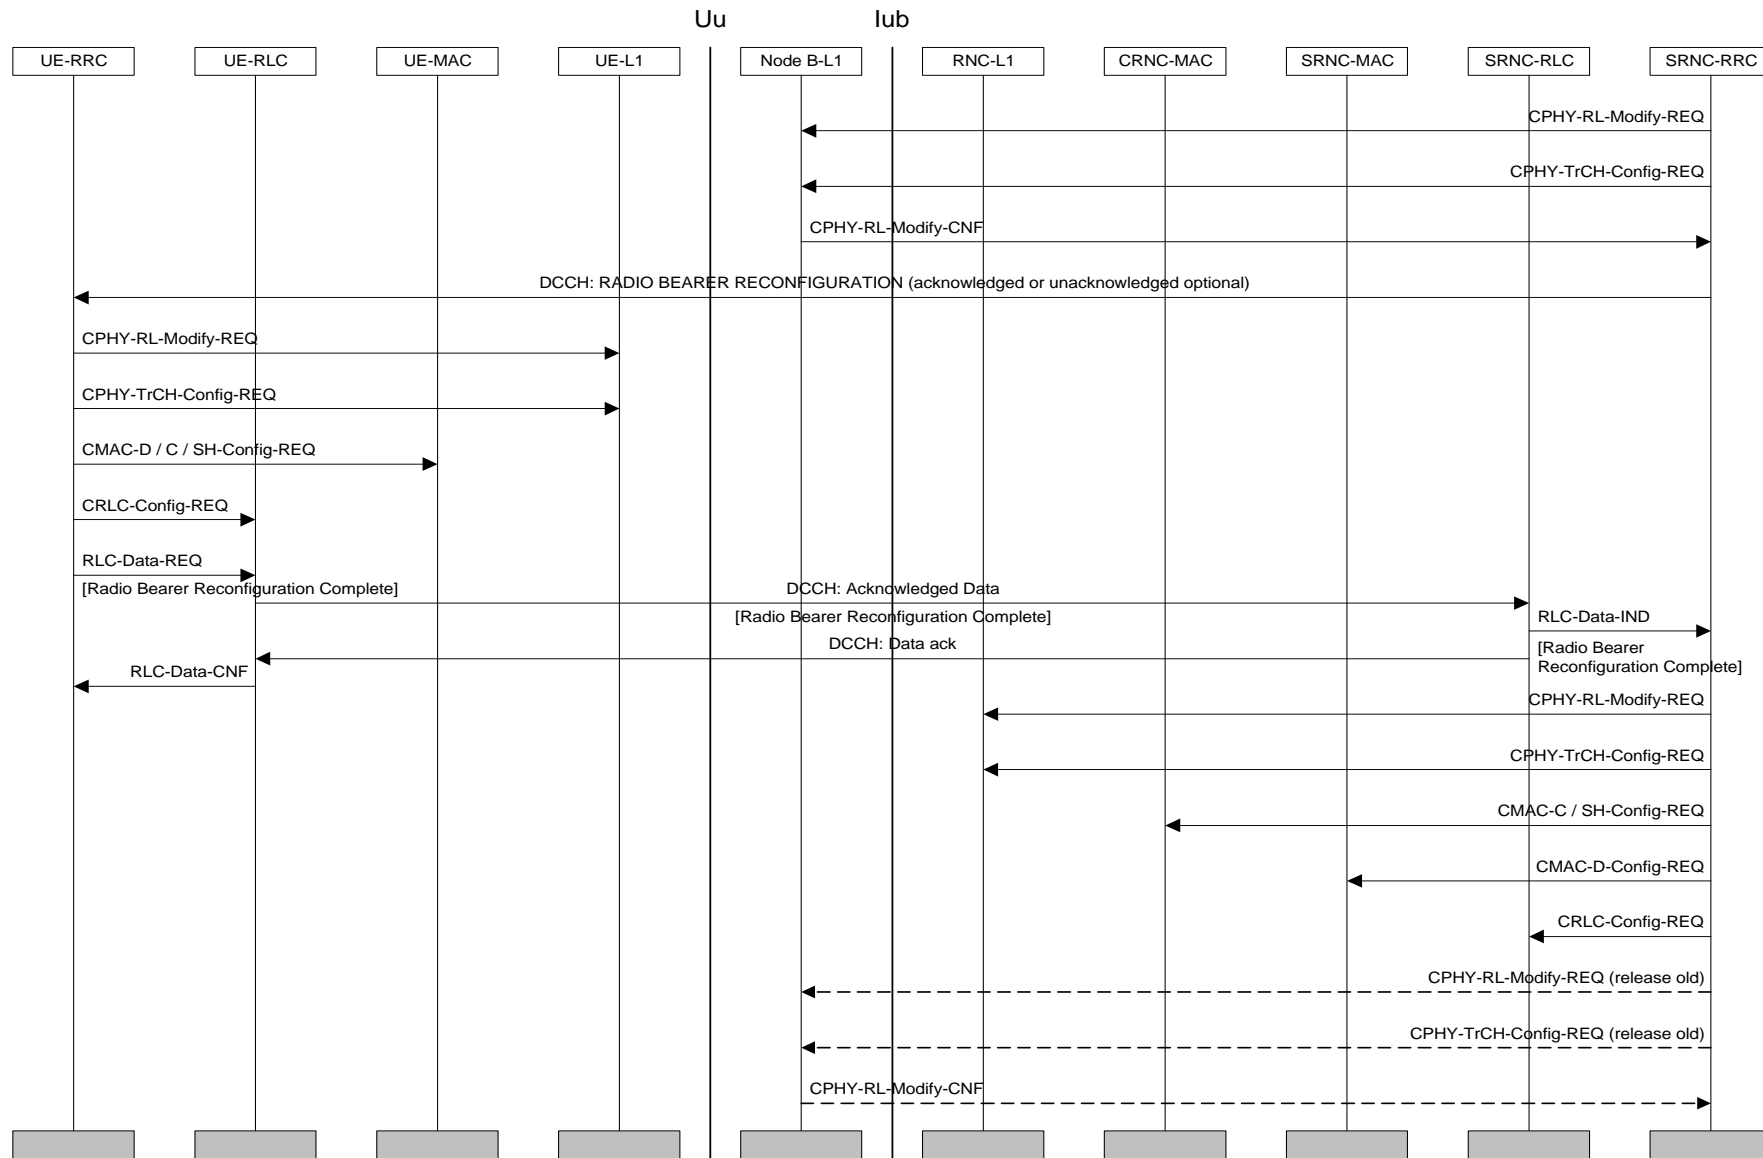 Uu
Iub
UE-RRC
UE-RLC
UE-MAC
UE-L1
Node B-L1
RNC-L1
CRNC-MAC
SRNC-MAC
SRNC-RLC
SRNC-RRC
CPHY-RL-Modify-REQ
CPHY-TrCH-Config-REQ
CPHY-RL-Modify-CNF
DCCH: RADIO BEARER RECONFIGURATION (acknowledged or unacknowledged optional)
CPHY-RL-Modify-REQ
CPHY-TrCH-Config-REQ
CMAC-D / C / SH-Config-REQ
CRLC-Config-REQ
RLC-Data-REQ
[Radio Bearer Reconfiguration Complete]
DCCH: Acknowledged Data
[Radio Bearer Reconfiguration Complete]
RLC-Data-IND
DCCH: Data ack
[Radio Bearer
Reconfiguration Complete]
RLC-Data-CNF
CPHY-RL-Modify-REQ
CPHY-TrCH-Config-REQ
CMAC-C / SH-Config-REQ
CMAC-D-Config-REQ
CRLC-Config-REQ
CPHY-RL-Modify-REQ (release old)
CPHY-TrCH-Config-REQ (release old)
CPHY-RL-Modify-CNF